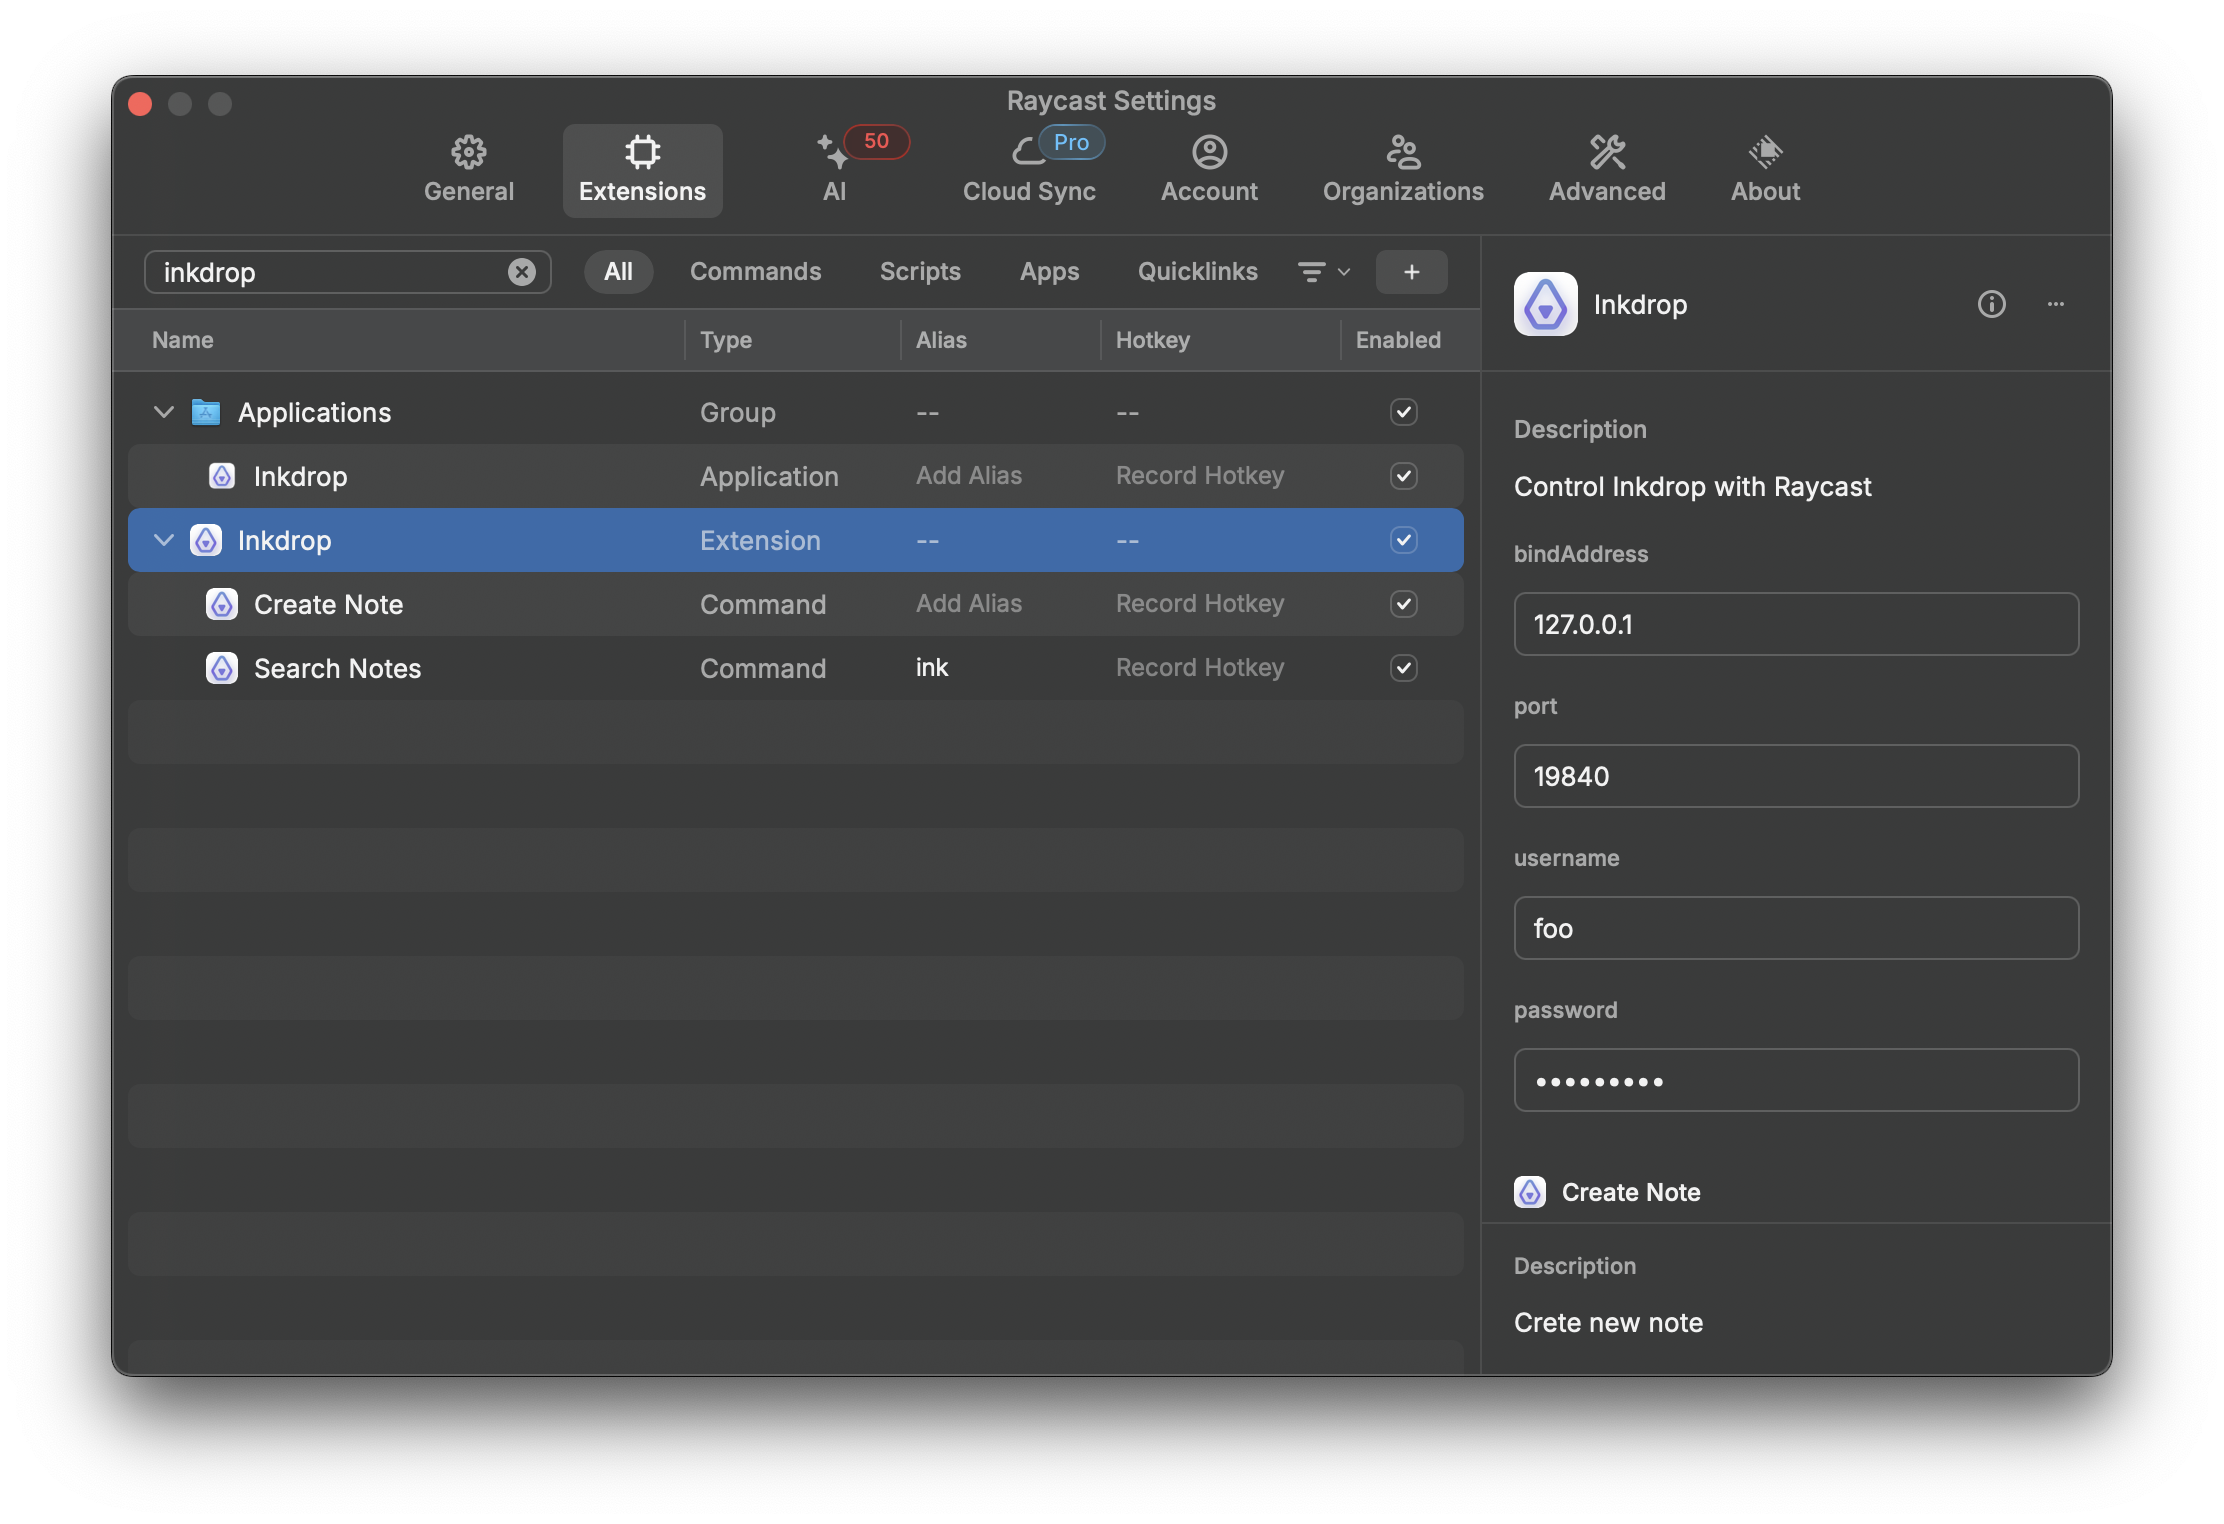 Raycast Settings
General
Extensions
AI
50
Cloud Sync
Pro
Account
Organizations
Advanced
About
inkdrop
All
Commands
Scripts
Apps
Quicklinks
+
Name Type Alias Hotkey Enabled
Applications Group -- --
Inkdrop Application Add Alias Record Hotkey
Inkdrop Extension -- --
Create Note Command Add Alias Record Hotkey
Search Notes Command ink Record Hotkey
Inkdrop
Description
Control Inkdrop with Raycast
bindAddress
127.0.0.1
port
19840
username
foo
password
•••••••••
Create Note
Description
Crete new note